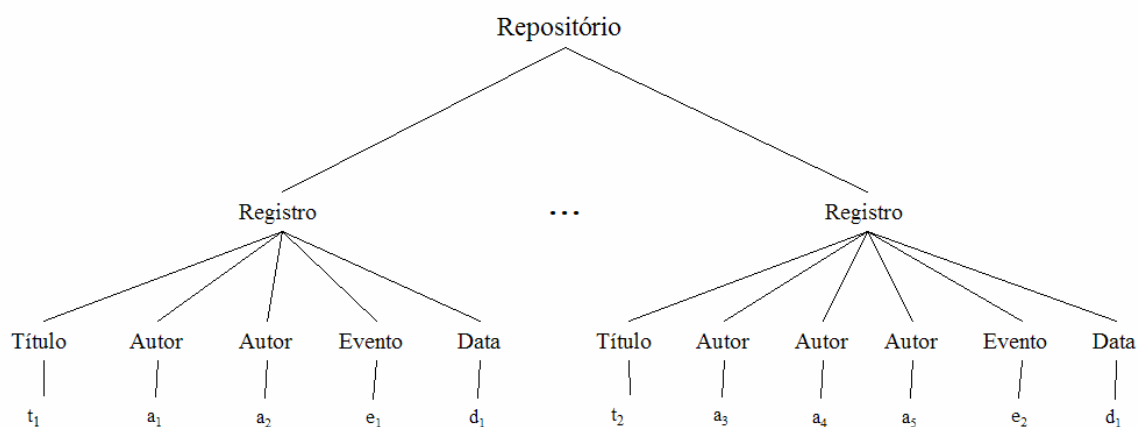 Repositório
Registro ... Registro
Título Autor Autor Evento Data Título Autor Autor Autor Evento Data
t₁ a₁ a₂ e₁ d₁ t₂ a₃ a₄ a₅ e₂ d₁